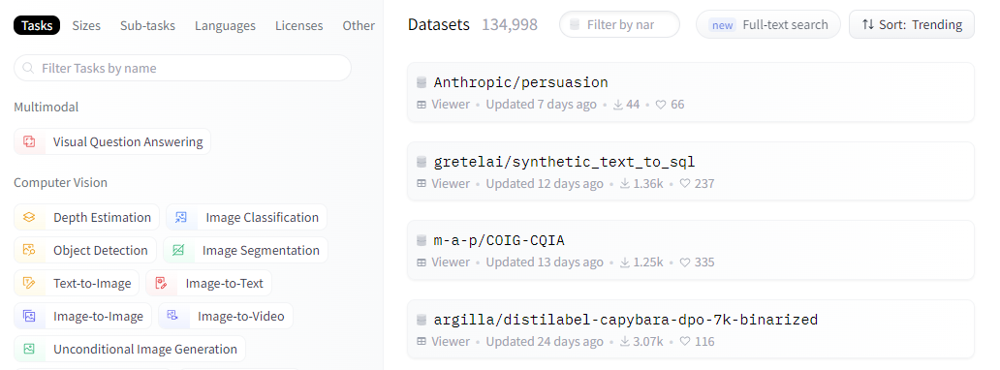 Tasks Sizes Sub-tasks Languages Licenses Other
Filter Tasks by name
Multimodal
Visual Question Answering
Computer Vision
Depth Estimation Image Classification
Object Detection Image Segmentation
Text-to-Image Image-to-Text
Image-to-Image Image-to-Video
Unconditional Image Generation
Datasets 134,998 Filter by nar new Full-text search Sort: Trending
Anthropic/persuasion
Viewer • Updated 7 days ago • 44 • 66
gretelai/synthetic_text_to_sql
Viewer • Updated 12 days ago • 1.36k • 237
m-a-p/COIG-CQIA
Viewer • Updated 13 days ago • 1.25k • 335
argilla/distilabel-capybara-dpo-7k-binarized
Viewer • Updated 24 days ago • 3.07k • 116